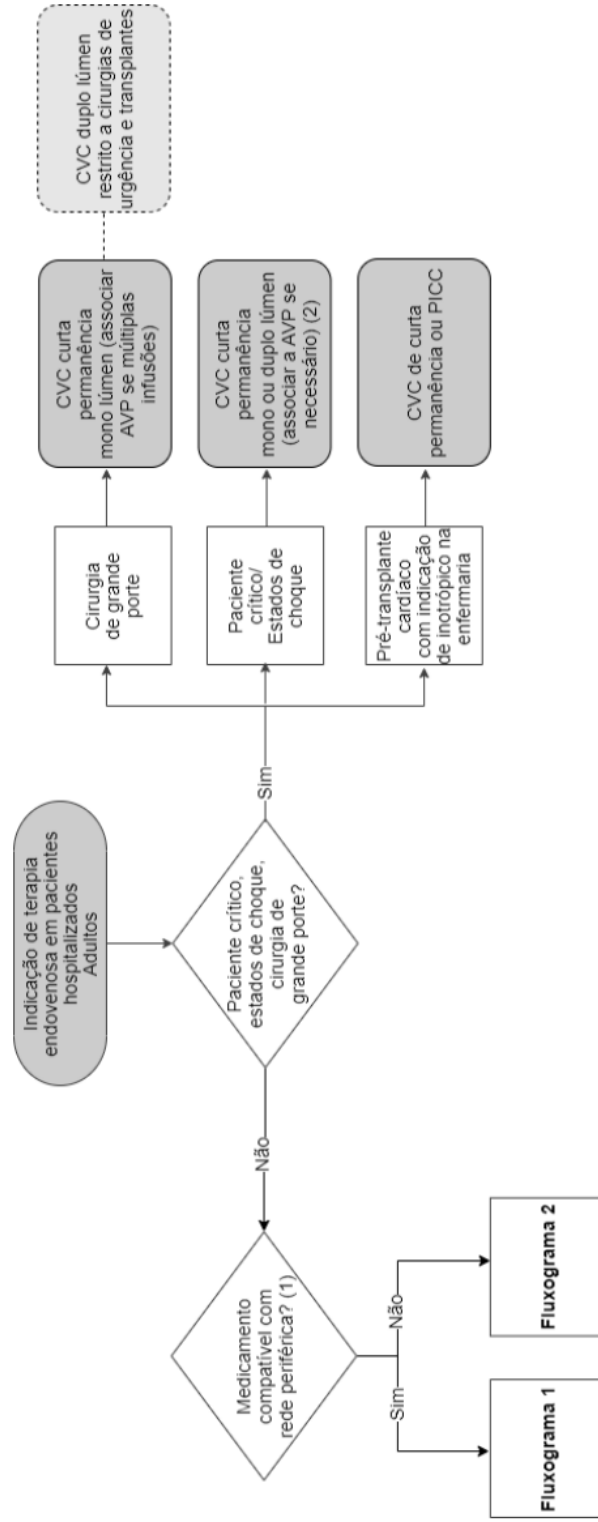 Indicação de terapia
endovenosa em pacientes
hospitalizados
Adultos
Paciente crítico,
estados de choque,
cirurgia de
grande porte?
Não
Sim
Medicamento
compatível com
rede periférica? (1)
Sim
Não
Fluxograma 1
Fluxograma 2
Cirurgia
de grande
porte
CVC curta
permanência
mono lúmen (associar
AVP se múltiplas
infusões)
CVC duplo lúmen
restrito a cirurgias de
urgência e transplantes
Paciente
crítico/
Estados de
choque
CVC curta
permanência
mono ou duplo lúmen
(associar a AVP se
necessário) (2)
Pré-transplante
cardíaco
com indicação
de inotrópico na
enfermaria
CVC de curta
permanência ou PICC